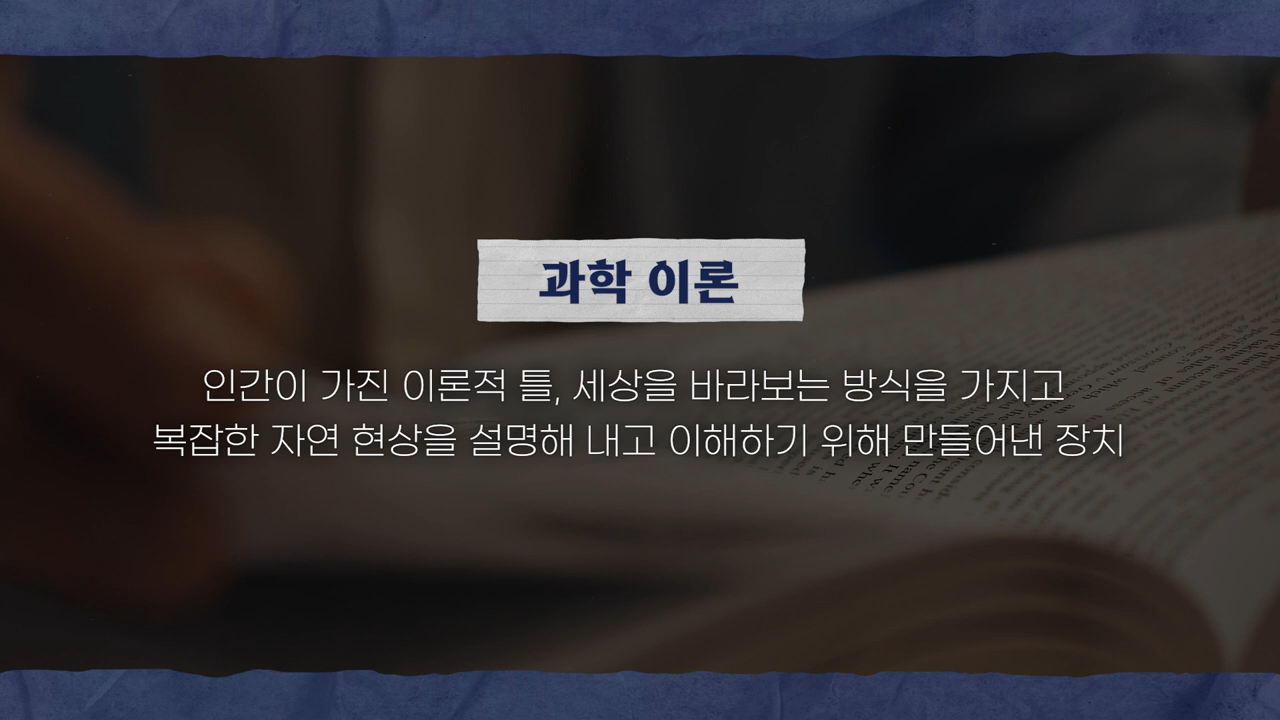 과학 이론
인간이 가진 이론적 틀, 세상을 바라보는 방식을 가지고
복잡한 자연 현상을 설명해 내고 이해하기 위해 만들어낸 장치